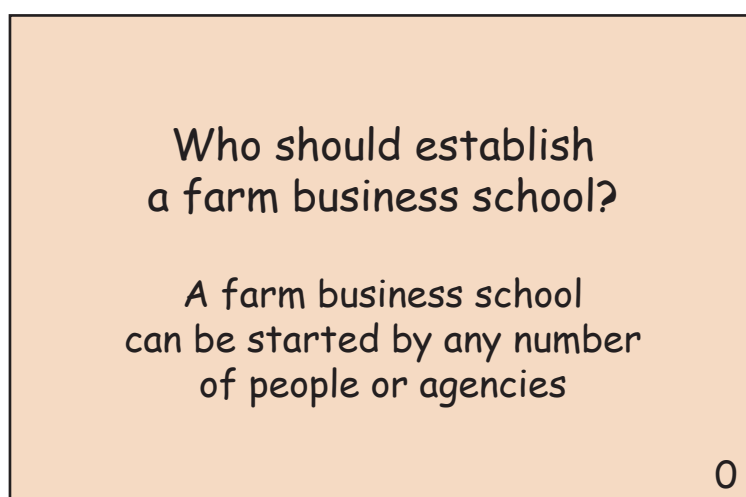 Who should establish
a farm business school?
A farm business school
can be started by any number
of people or agencies
0